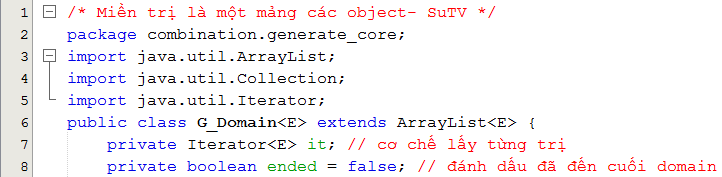 1 /* Miền trị là một mảng các object- SuTV */
2 package combination.generate_core;
3 import java.util.ArrayList;
4 import java.util.Collection;
5 import java.util.Iterator;
6 public class G_Domain<E> extends ArrayList<E> {
7 private Iterator<E> it; // cơ chế lấy từng trị
8 private boolean ended = false; // đánh dấu đã đến cuối domain